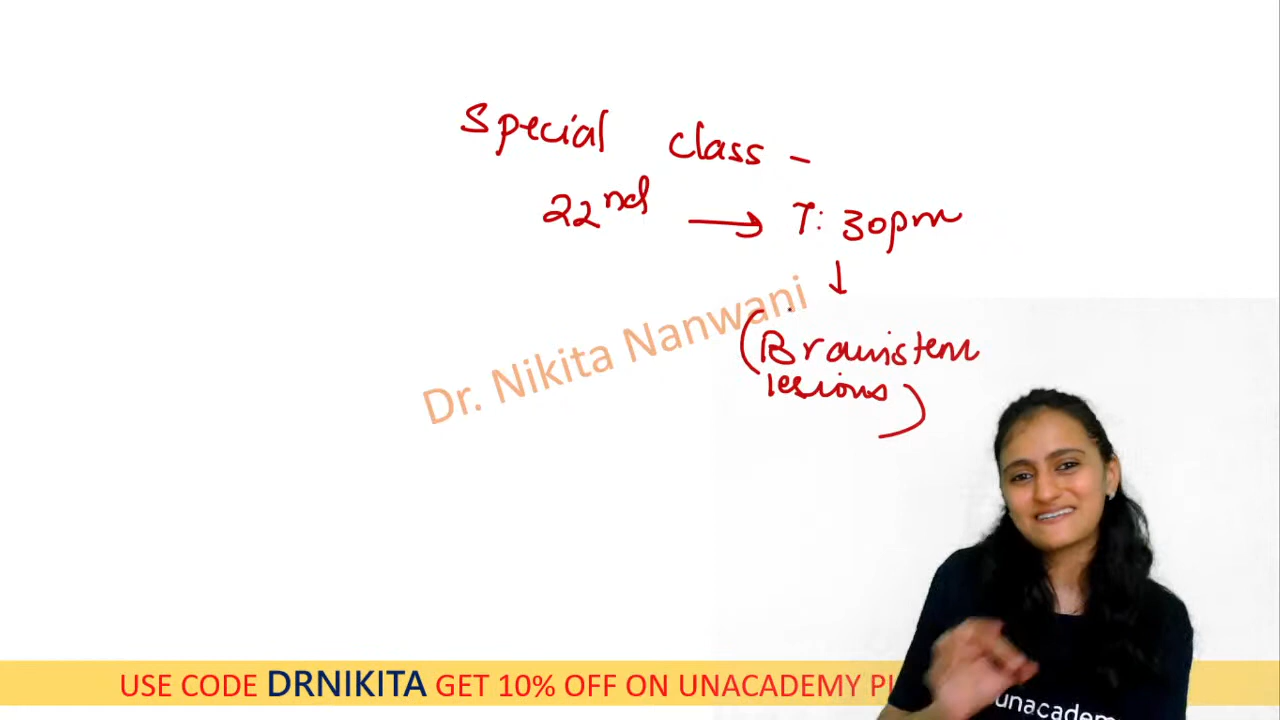 Special class -
22nd → 7:30pm
↓
(Brainstem
lesions)
Dr. Nikita Nanwani
USE CODE DRNIKITA GET 10% OFF ON UNACADEMY
unacadem